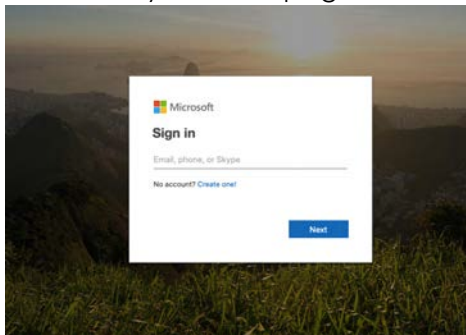 Microsoft
Sign in
Email, phone, or Skype
No account? Create one!
Next